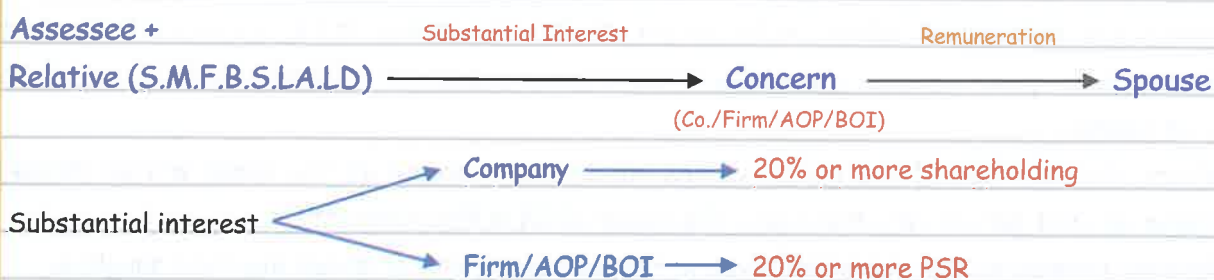 Assessee +
Substantial Interest
Remuneration
Relative (S.M.F.B.S.LA.LD)
Concern
Spouse
(Co./Firm/AOP/BOI)
Company
20% or more shareholding
Substantial interest
Firm/AOP/BOI
20% or more PSR